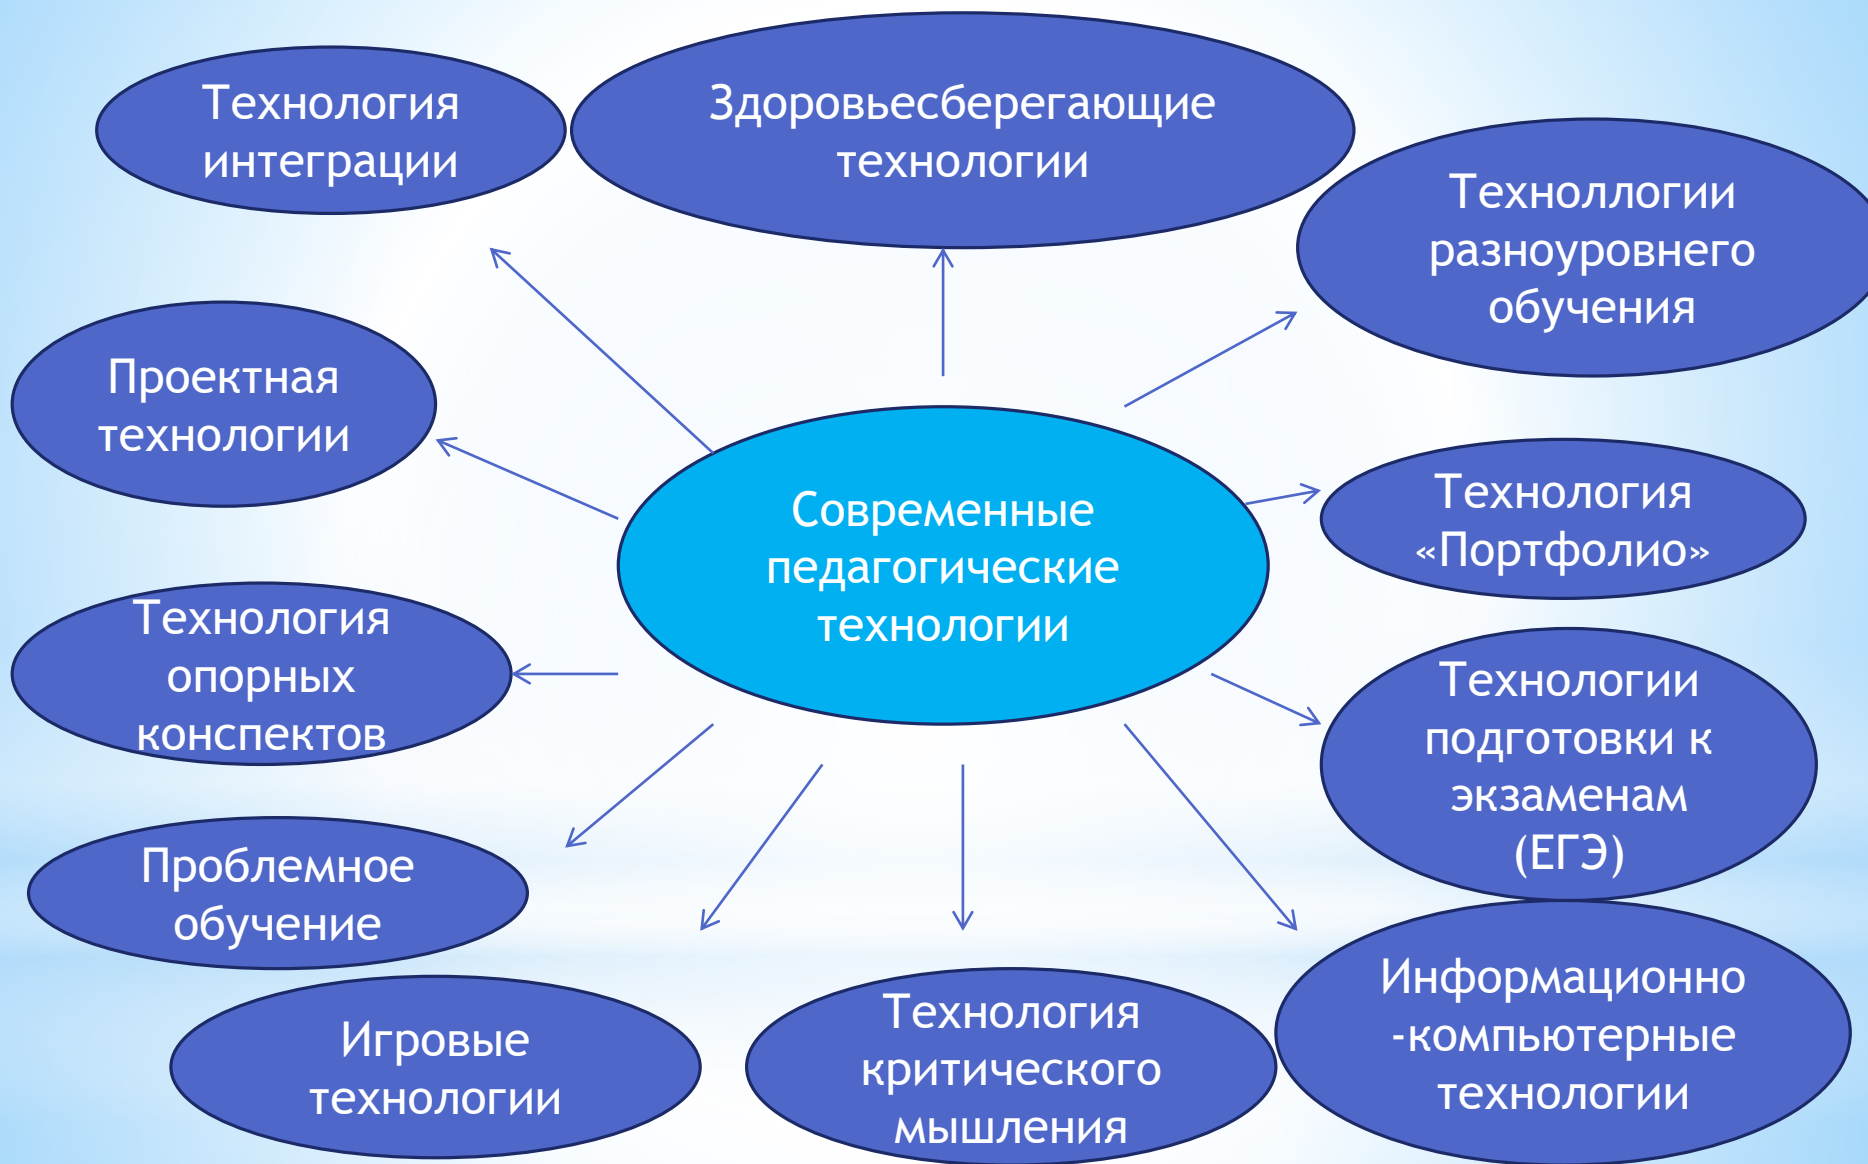 Технология
интеграции
Здоровьесберегающие
технологии
Техноллогии
разноуровнего
обучения
Проектная
технологии
Современные
педагогические
технологии
Технология
«Портфолио»
Технология
опорных
конспектов
Технологии
подготовки к
экзаменам
(ЕГЭ)
Проблемное
обучение
Игровые
технологии
Технология
критического
мышления
Информационно
-компьютерные
технологии